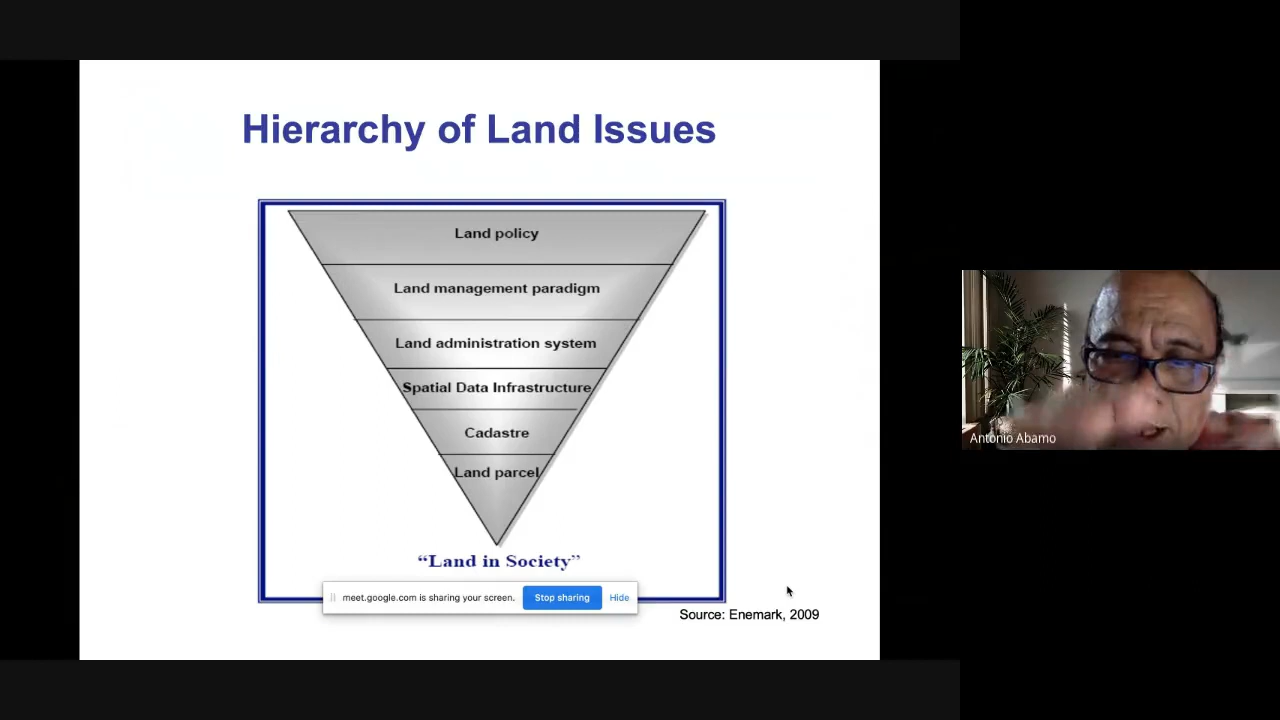 Hierarchy of Land Issues
Land policy
Land management paradigm
Land administration system
Spatial Data Infrastructure
Cadastre
Land parcel
“Land in Society”
meet.google.com is sharing your screen. Stop sharing Hide
Source: Enemark, 2009
Antonio Abamo